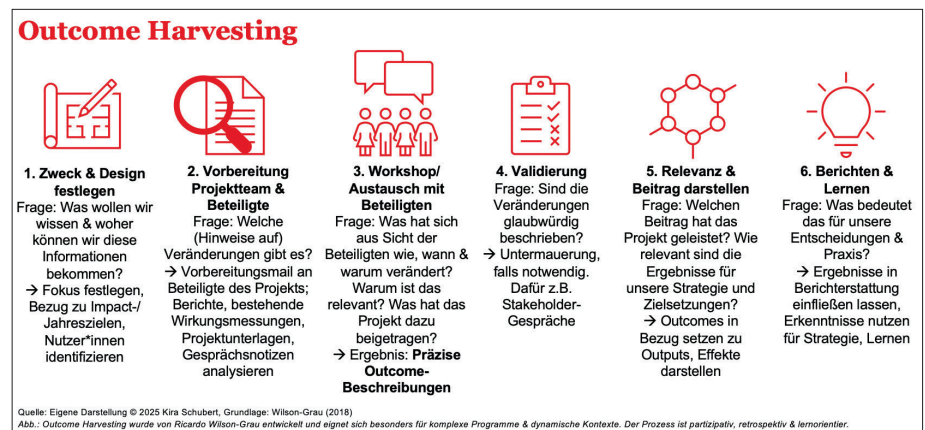 Outcome Harvesting
1. Zweck & Design
festlegen
Frage: Was wollen wir
wissen & woher
können wir diese
Informationen
bekommen?
→ Fokus festlegen,
Bezug zu Impact-/
Jahreszielen,
Nutzer*innen
identifizieren
2. Vorbereitung
Projektteam &
Beteiligte
Frage: Welche
(Hinweise auf)
Veränderungen gibt es?
→ Vorbereitungsmail an
Beteiligte des Projekts;
Berichte, bestehende
Wirkungsmessungen,
Projektunterlagen,
Gesprächsnotizen
analysieren
3. Workshop/
Austausch mit
Beteiligten
Frage: Was hat sich
aus Sicht der
Beteiligten wie, wann &
warum verändert?
Warum ist das
relevant? Was hat das
Projekt dazu
beigetragen?
→ Ergebnis: Präzise
Outcome-
Beschreibungen
4. Validierung
Frage: Sind die
Veränderungen
glaubwürdig
beschrieben?
→ Untermauerung,
falls notwendig.
Dafür z.B.
Stakeholder-
Gespräche
5. Relevanz &
Beitrag darstellen
Frage: Welchen
Beitrag hat das
Projekt geleistet? Wie
relevant sind die
Ergebnisse für
unsere Strategie und
Zielsetzungen?
→ Outcomes in
Bezug setzen zu
Outputs, Effekte
darstellen
6. Berichten &
Lernen
Frage: Was bedeutet
das für unsere
Entscheidungen &
Praxis?
→ Ergebnisse in
Berichterstattung
einfließen lassen,
Erkenntnisse nutzen
für Strategie, Lernen
Quelle: Eigene Darstellung © 2025 Kira Schubert, Grundlage: Wilson-Grau (2018)
Abb.: Outcome Harvesting wurde von Ricardo Wilson-Grau entwickelt und eignet sich besonders für komplexe Programme & dynamische Kontexte. Der Prozess ist partizipativ, retrospektiv & lernorientier.